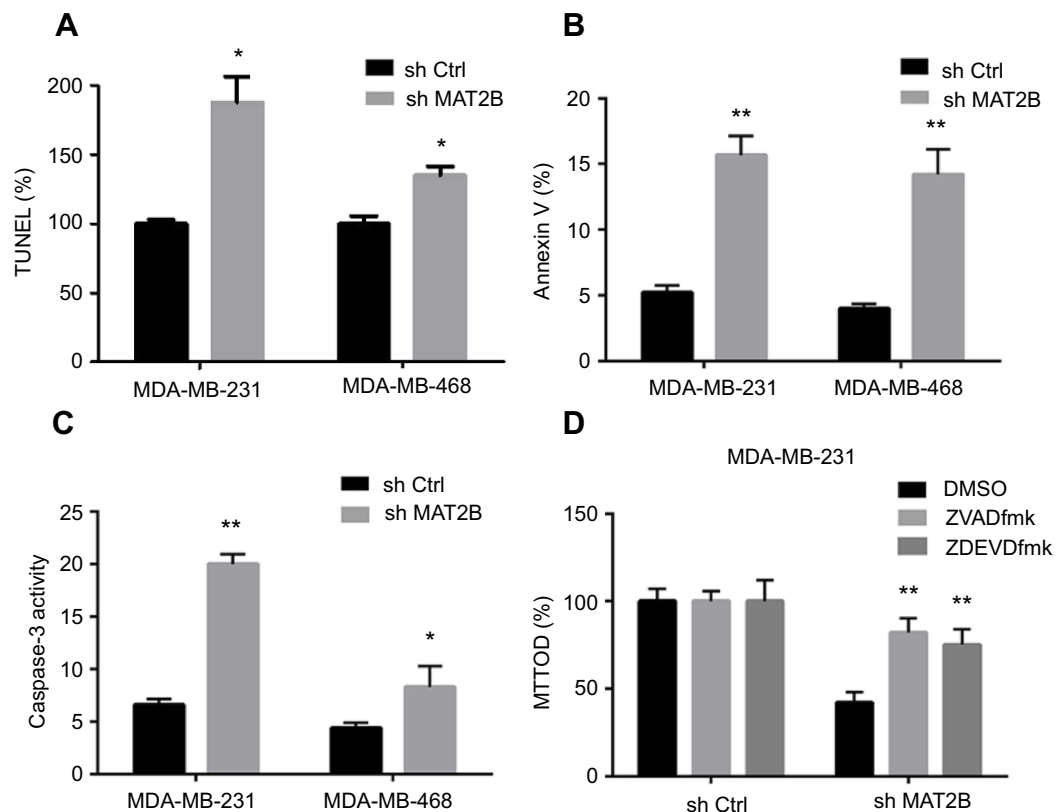 A
sh Ctrl
sh MAT2B
TUNEL (%)
200
150
100
50
0
*
*
MDA-MB-231
MDA-MB-468
B
sh Ctrl
sh MAT2B
Annexin V (%)
20
15
10
5
0
**
**
MDA-MB-231
MDA-MB-468
C
sh Ctrl
sh MAT2B
Caspase-3 activity
25
20
15
10
5
0
**
*
MDA-MB-231
MDA-MB-468
D
MDA-MB-231
DMSO
ZVADfmk
ZDEVDfmk
MTTOD (%)
150
100
50
0
**
**
sh Ctrl
sh MAT2B